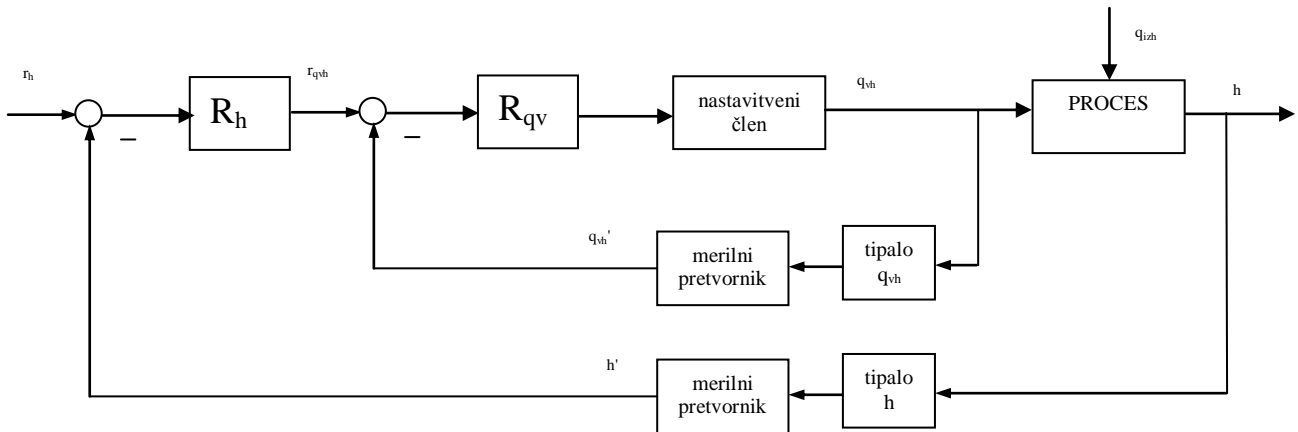 r_h
R_h
r_qvh
R_qv
nastavitveni
člen
q_vh
q_izh
PROCES
h
–
–
q_vh'
merilni
pretvornik
tipalo
q_vh
h'
merilni
pretvornik
tipalo
h